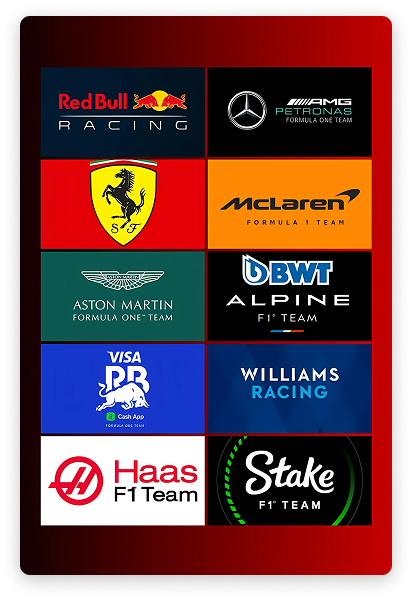 Red Bull
RACING
AMG
PETRONAS
FORMULA ONE TEAM
S F
McLaren
FORMULA 1 TEAM
ASTON MARTIN
FORMULA ONE™ TEAM
BWT
ALPINE
F1® TEAM
VISA
RB
Cash App
FORMULA ONE TEAM
WILLIAMS
RACING
Haas
F1 Team
Stake
F1® TEAM